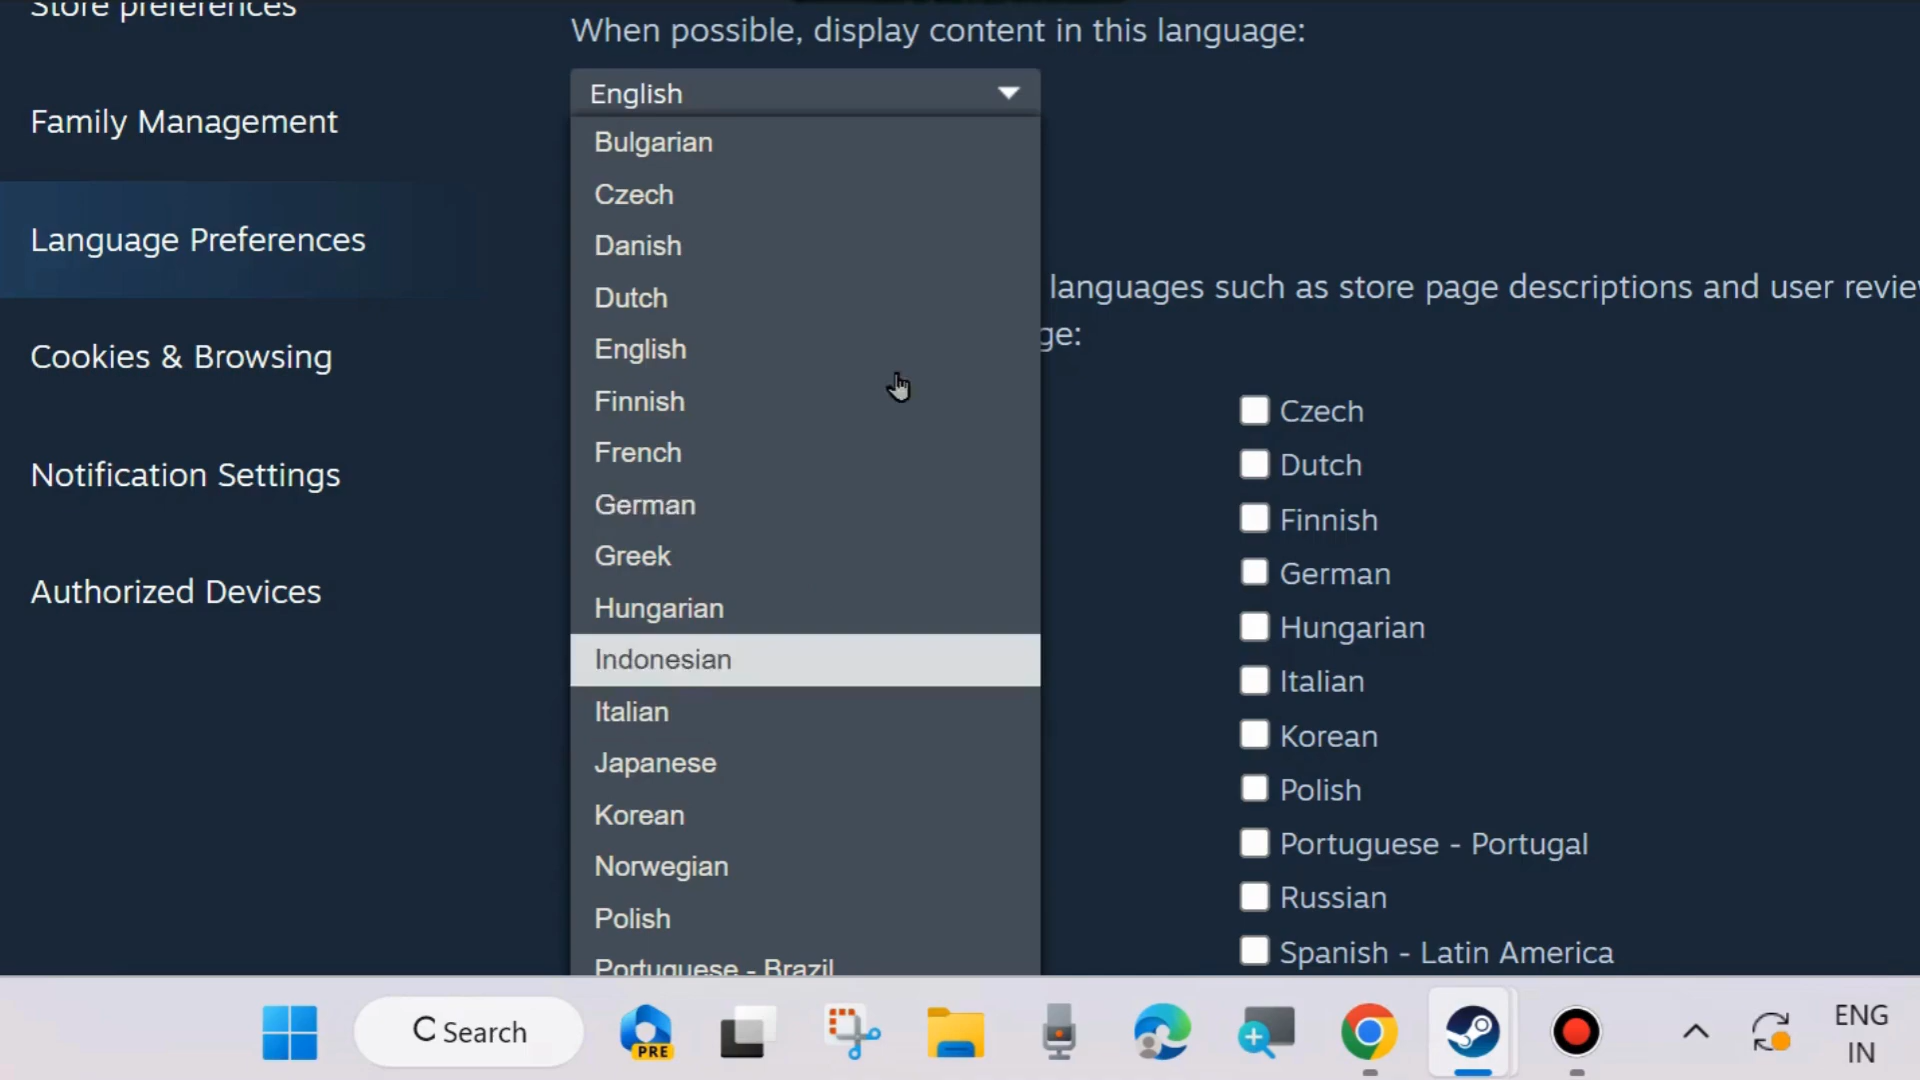 Store preferences
Family Management
Language Preferences
Cookies & Browsing
Notification Settings
Authorized Devices
When possible, display content in this language:
English
Bulgarian
Czech
Danish
Dutch
English
Finnish
French
German
Greek
Hungarian
Indonesian
Italian
Japanese
Korean
Norwegian
Polish
Portuguese - Brazil
languages such as store page descriptions and user
ge:
Czech
Dutch
Finnish
German
Hungarian
Italian
Korean
Polish
Portuguese - Portugal
Russian
Spanish - Latin America
Search
PRE
ENG
IN